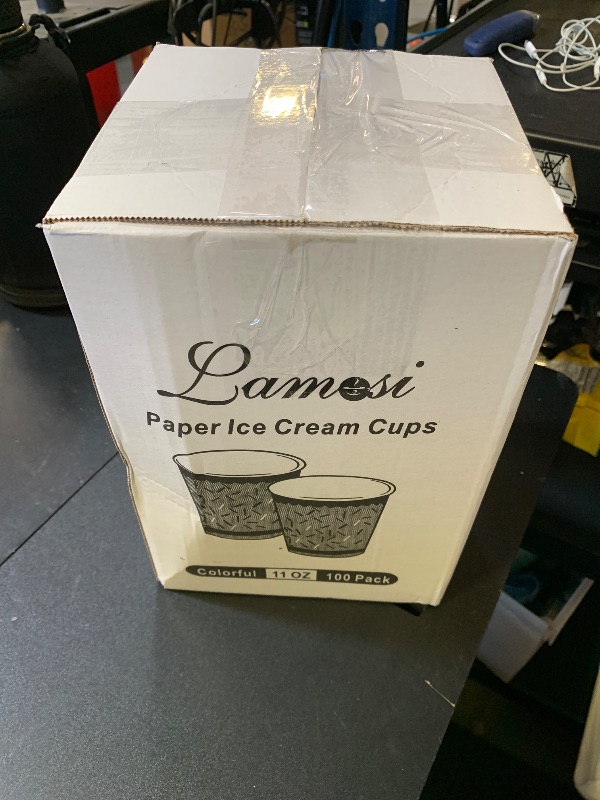 Lamosi
Paper Ice Cream Cups
Colorful 11 OZ 100 Pack